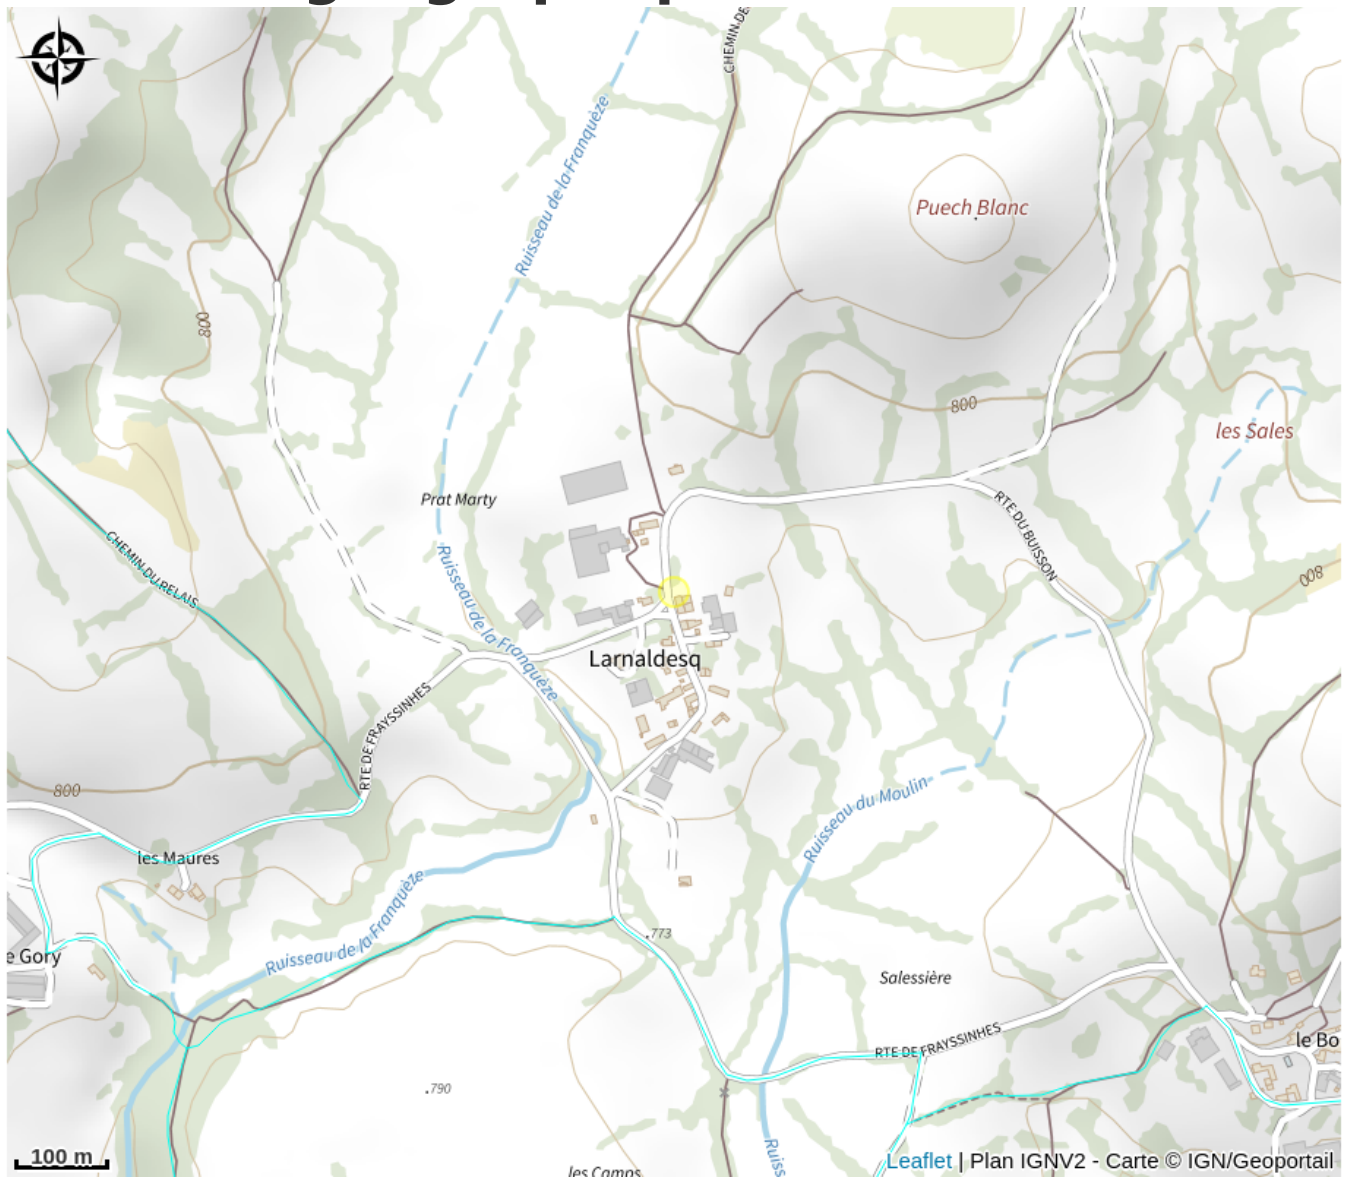 CHEMIN DE
Ruisseau de la Franquèze
Puech Blanc
800
800
les Sales
Prat Marty
RTE DU BUISSON
CHEMIN DU RELAIS
Ruisseau de la Franquèze
800
Larnaldesq
RTE DE FRAYSSINHES
800
Ruisseau du Moulin
les Maures
Ruisseau de la Franquèze
773
e Gory
Salessière
RTE DE FRAYSSINHES
le Bo
790
Ruiss
les Camps
100 m
Leaflet | Plan IGNV2 - Carte © IGN/Geoportail